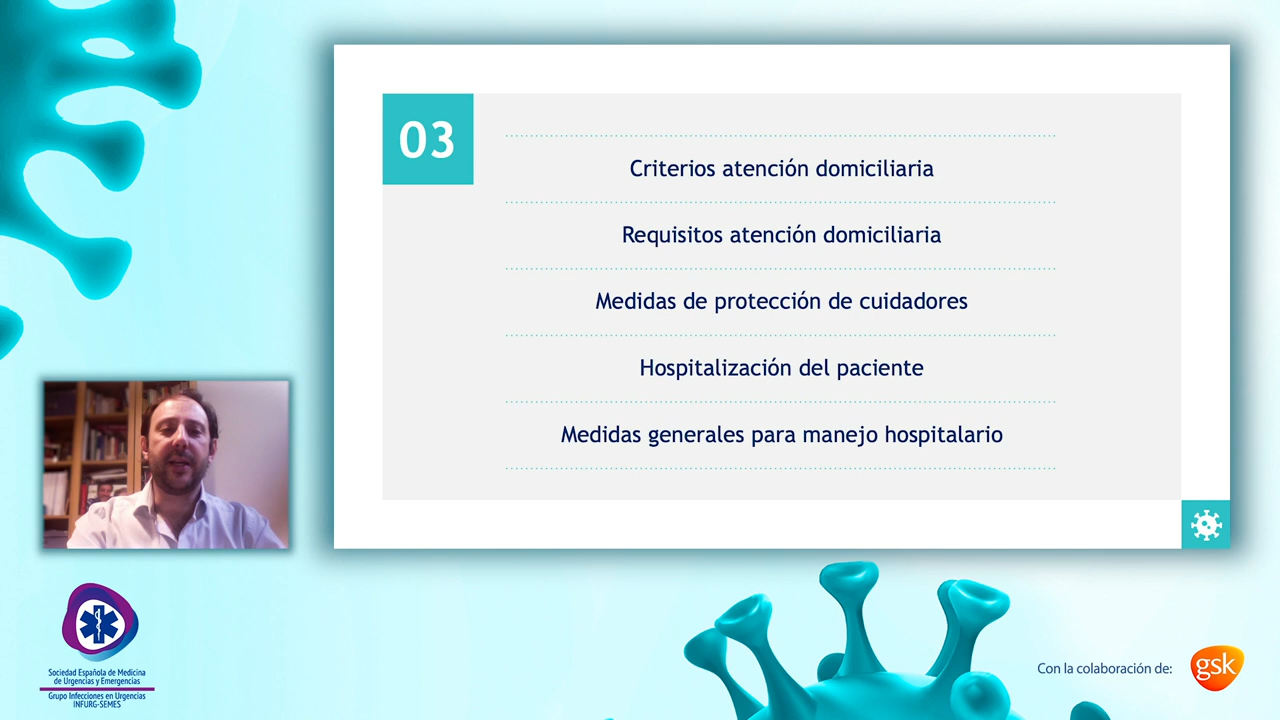 03
Criterios atención domiciliaria
Requisitos atención domiciliaria
Medidas de protección de cuidadores
Hospitalización del paciente
Medidas generales para manejo hospitalario
Sociedad Española de Medicina
de Urgencias y Emergencias
Grupo Infecciones en Urgencias
INFURG-SEMES
Con la colaboración de:
gsk